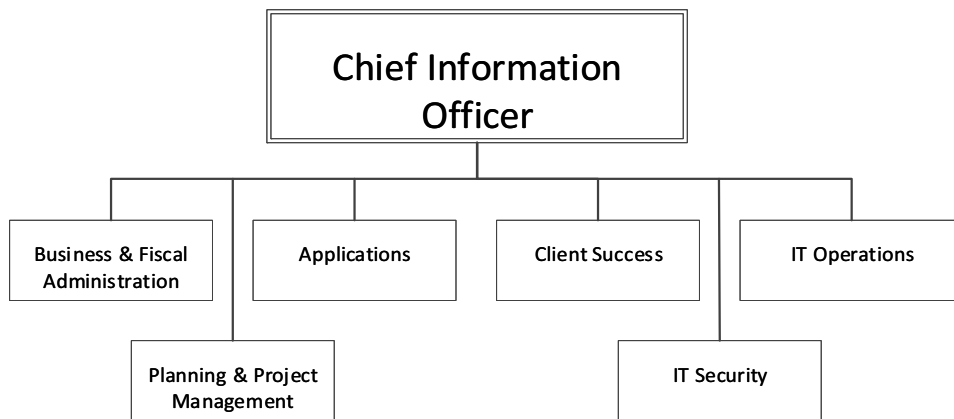 Chief Information
Officer
Business & Fiscal
Administration
Applications
Client Success
IT Operations
Planning & Project
Management
IT Security